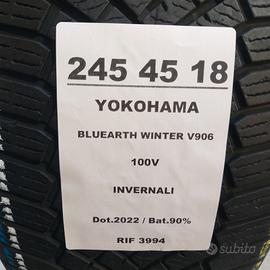 245 45 18
YOKOHAMA
BLUEARTH WINTER V906
100V
INVERNALI
Dot.2022 / Bat.90%
RIF 3994
subito